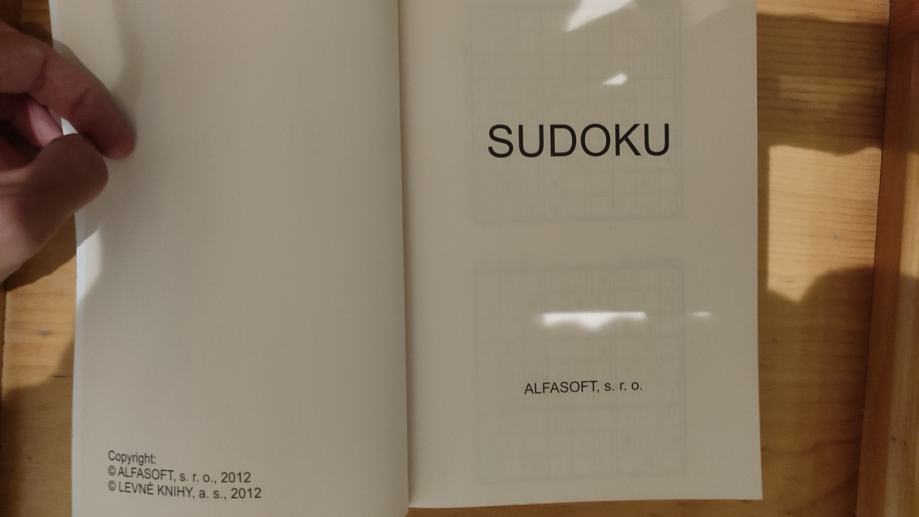 Copyright:
© ALFASOFT, s. r. o., 2012
© LEVNÉ KNIHY, a. s., 2012
SUDOKU
ALFASOFT, s. r. o.